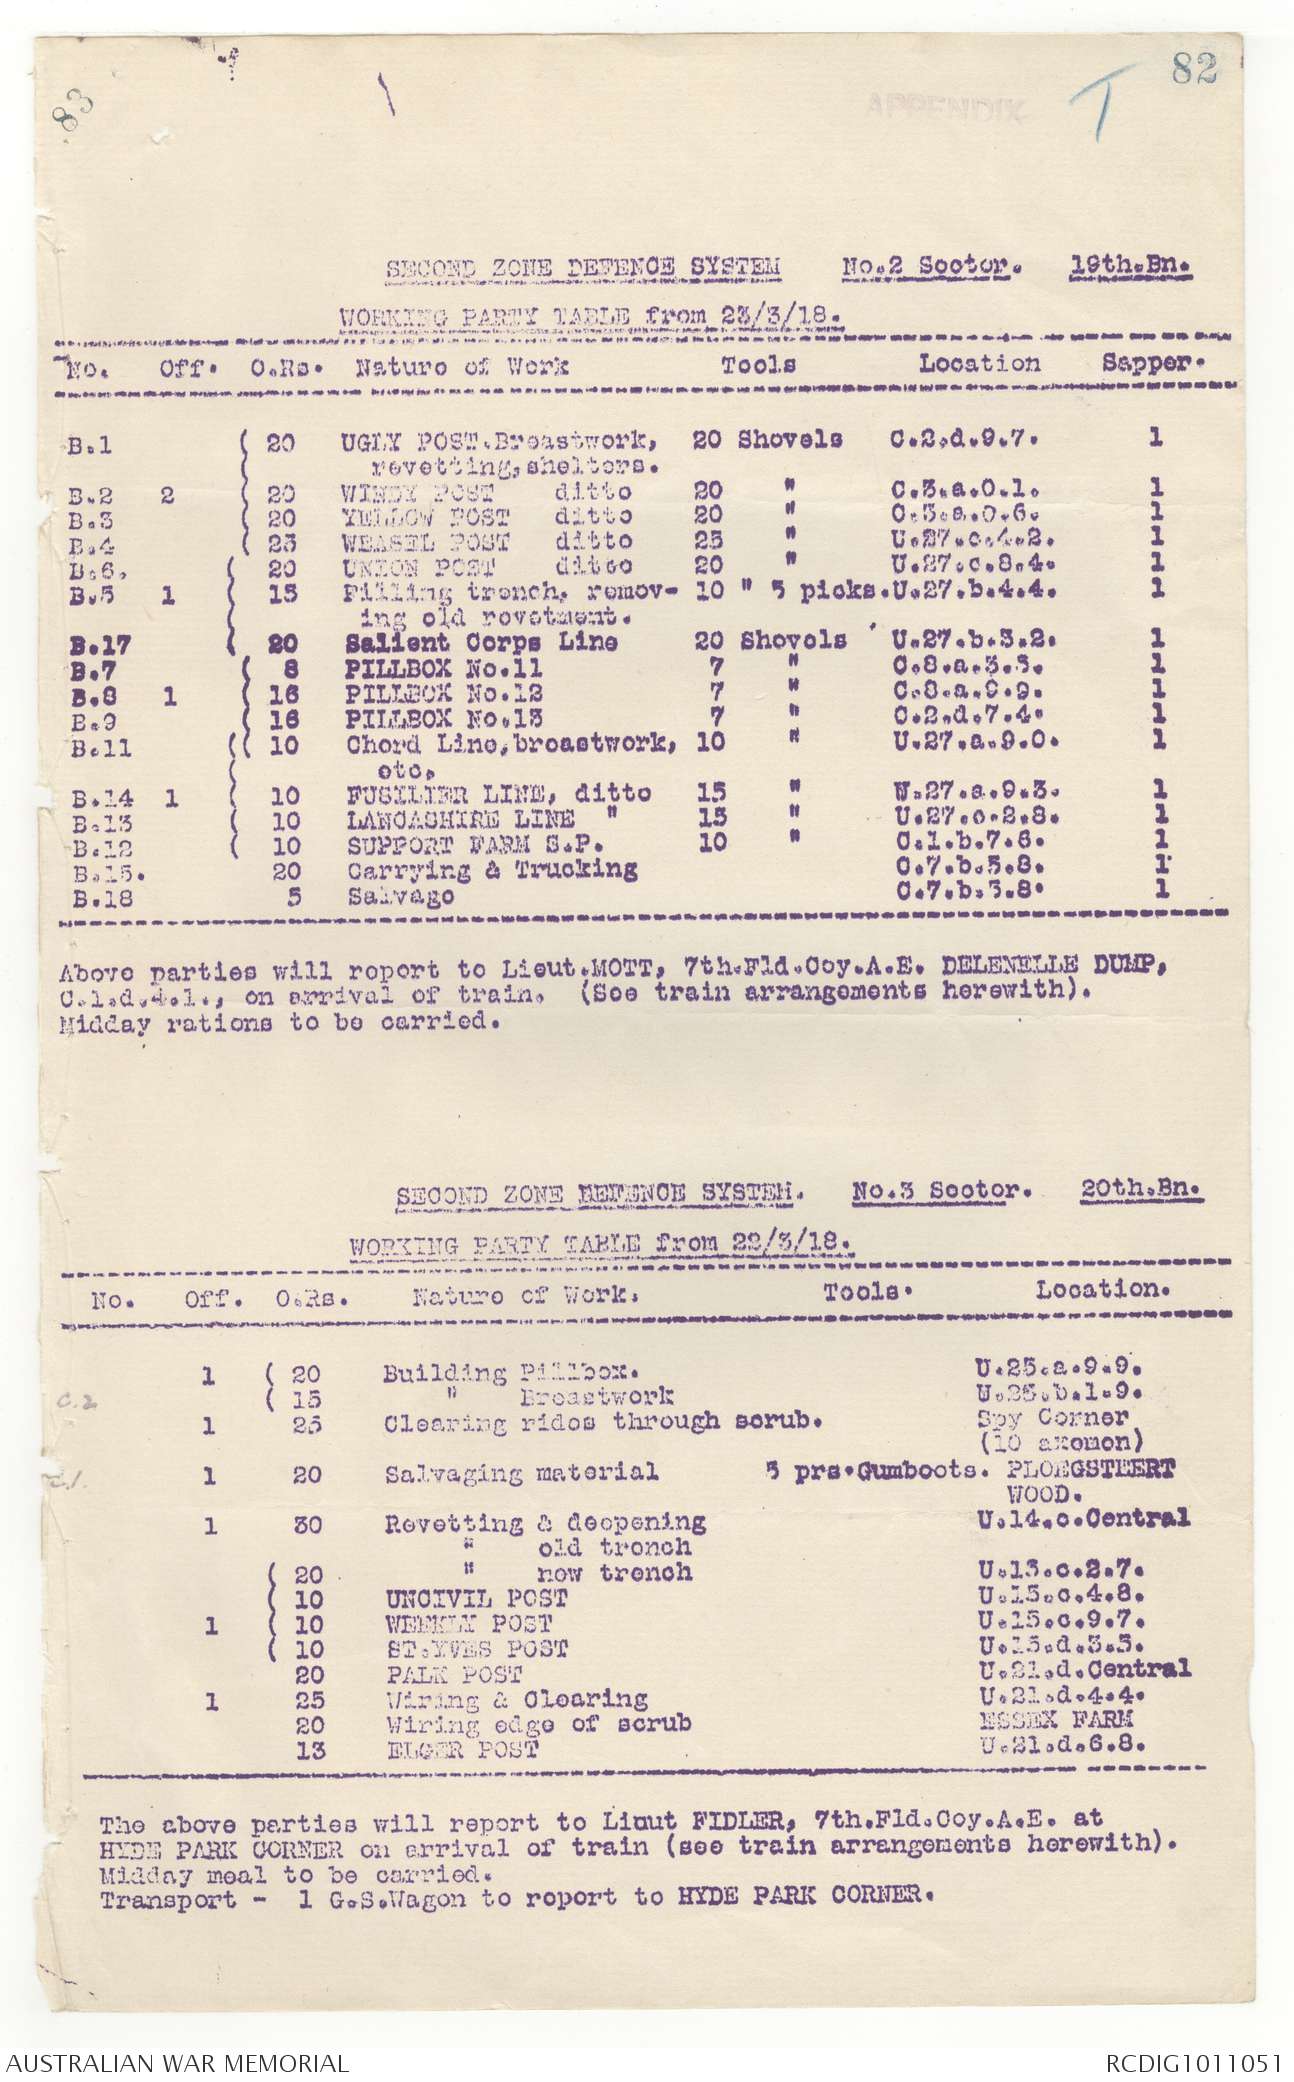 83
82
APPENDIX
T
SECOND ZONE DEFENCE SYSTEM No.2 Sector. 19th.Bn.
WORKING PARTY TABLE from 23/3/18.
No. Off. O.Rs. Nature of Work Tools Location Sapper.
B.1 ( 20 UGLY POST.Breastwork, 20 Shovels C.2.d.9.7. 1
revetting,shelters.
B.2 2 ( 20 WINDY POST ditto 20 " C.3.a.0.1. 1
B.3 ( 20 YELLOW POST ditto 20 " C.3.a.0.6. 1
B.4 ( 25 WEASEL POST ditto 25 " U.27.c.4.2. 1
B.6. ( 20 UNION POST ditto 20 " U.27.c.8.4. 1
B.5 1 ( 15 Filling trench, remov- 10 " 5 picks.U.27.b.4.4. 1
ing old revetment.
B.17 ( 20 Salient Corps Line 20 Shovels U.27.b.3.2. 1
B.7 ( 8 PILLBOX No.11 7 " C.8.a.3.5. 1
B.8 1 ( 16 PILLBOX No.12 7 " C.8.a.9.9. 1
B.9 ( 16 PILLBOX No.13 7 " C.2.d.7.4. 1
B.11 (( 10 Chord Line,breastwork, 10 " U.27.a.9.0. 1
etc.
B.14 1 ( 10 FUSILIER LINE, ditto 15 " U.27.a.9.3. 1
B.13 ( 10 LANCASHIRE LINE " 15 " U.27.c.2.8. 1
B.12 ( 10 SUPPORT FARM S.P. 10 " C.1.b.7.6. 1
B.15. 20 Carrying & Trucking C.7.b.5.8. 1
B.18 5 Salvage C.7.b.5.8. 1
Above parties will report to Lieut.MOTT, 7th.Fld.Coy.A.E. DELENELLE DUMP,
C.1.d.4.1., on arrival of train. (See train arrangements herewith).
Midday rations to be carried.
SECOND ZONE DEFENCE SYSTEM. No.3 Sector. 20th.Bn.
WORKING PARTY TABLE from 22/3/18.
No. Off. O.Rs. Nature of Work. Tools. Location.
1 ( 20 Building Pillbox. U.25.a.9.9.
C.2 ( 15 " Breastwork U.25.b.1.9.
1 25 Clearing rides through scrub. Spy Corner
(10 axemen)
C.1. 1 20 Salvaging material 5 prs.Gumboots. PLOEGSTEERT
WOOD.
1 30 Revetting & deepening U.14.c.Central
" old trench
( 20 " new trench U.15.c.2.7.
( 10 UNCIVIL POST U.15.c.4.8.
1 ( 10 WEEKLY POST U.15.c.9.7.
( 10 ST.YVES POST U.15.d.3.5.
20 PALK POST U.21.d.Central
1 25 Wiring & Clearing U.21.d.4.4.
20 Wiring edge of scrub ESSEX FARM
13 ELGER POST U.21.d.6.8.
The above parties will report to Lieut FIDLER, 7th.Fld.Coy.A.E. at
HYDE PARK CORNER on arrival of train (see train arrangements herewith).
Midday meal to be carried.
Transport - 1 G.S.Wagon to report to HYDE PARK CORNER.
AUSTRALIAN WAR MEMORIAL RCDIG1011051